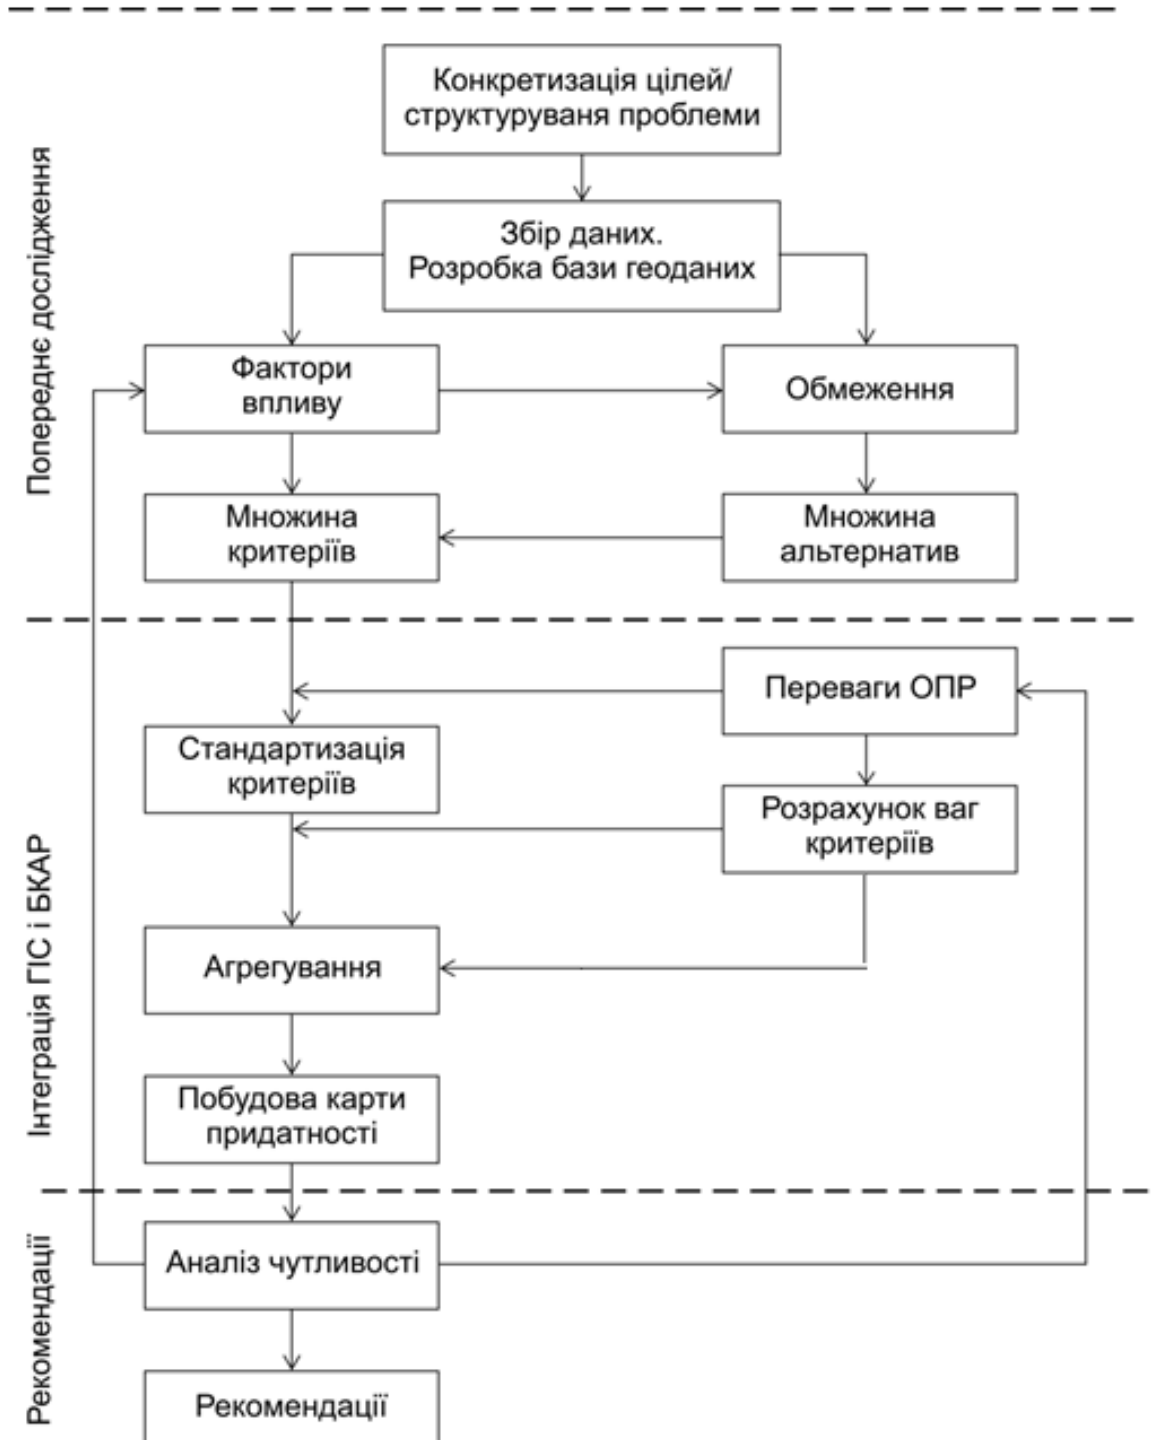 Попереднє дослідження
Конкретизація цілей/
структуруваня проблеми
Збір даних.
Розробка бази геоданих
Фактори
впливу
Обмеження
Множина
критеріїв
Множина
альтернатив
Інтеграція ГІС і БКАР
Переваги ОПР
Стандартизація
критеріїв
Розрахунок ваг
критеріїв
Агрегування
Побудова карти
придатності
Рекомендації
Аналіз чутливості
Рекомендації